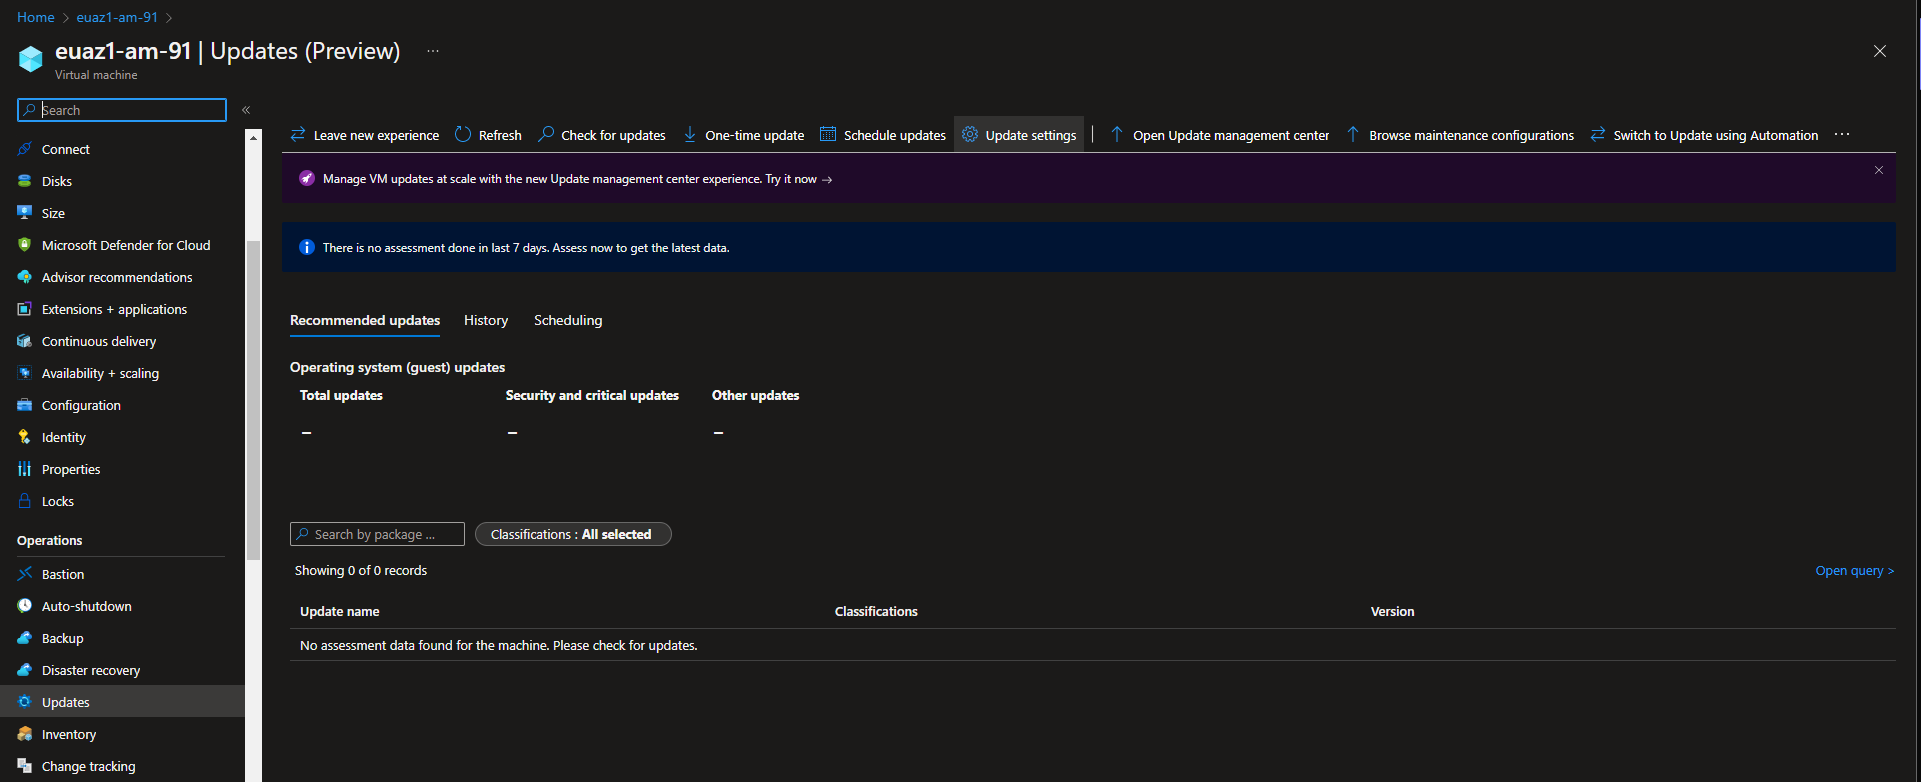 Home > euaz1-am-91 >
euaz1-am-91 | Updates (Preview) ...
Virtual machine
Search
«
Connect
Disks
Size
Microsoft Defender for Cloud
Advisor recommendations
Extensions + applications
Continuous delivery
Availability + scaling
Configuration
Identity
Properties
Locks
Operations
Bastion
Auto-shutdown
Backup
Disaster recovery
Updates
Inventory
Change tracking
Leave new experience Refresh Check for updates One-time update Schedule updates Update settings | Open Update management center Browse maintenance configurations Switch to Update using Automation ...
Manage VM updates at scale with the new Update management center experience. Try it now →
There is no assessment done in last 7 days. Assess now to get the latest data.
Recommended updates History Scheduling
Operating system (guest) updates
Total updates Security and critical updates Other updates
– – –
Search by package ... Classifications : All selected
Showing 0 of 0 records Open query >
Update name Classifications Version
No assessment data found for the machine. Please check for updates.